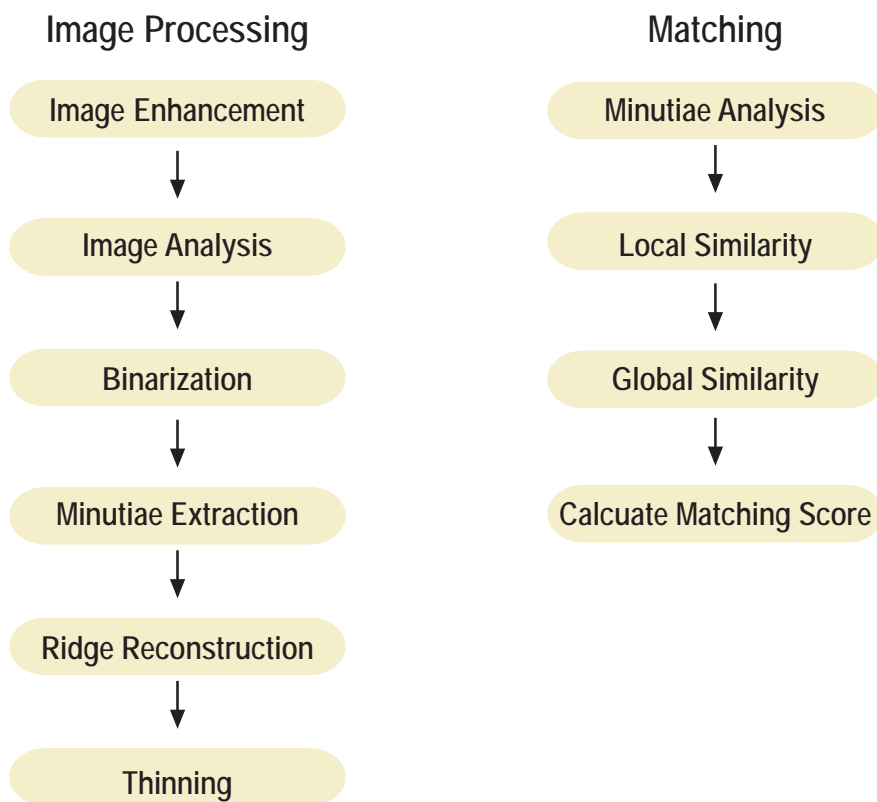 Image Processing
Image Enhancement
Image Analysis
Binarization
Minutiae Extraction
Ridge Reconstruction
Thinning
Matching
Minutiae Analysis
Local Similarity
Global Similarity
Calcuate Matching Score